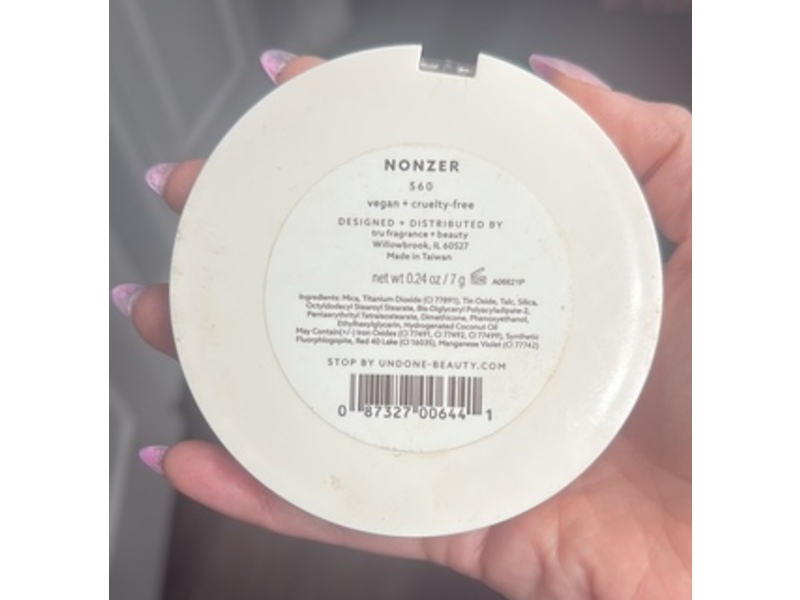 NONZER
S60
vegan + cruelty-free
DESIGNED + DISTRIBUTED BY
tru fragrance + beauty
Willowbrook, IL 60527
Made in Taiwan
net wt 0.24 oz / 7 g A06621P
Ingredients: Mica, Titanium Dioxide (CI 77891), Tin Oxide, Talc, Silica,
Octyldodecyl Stearoyl Stearate, Bis-Diglyceryl Polyacyladipate-2,
Pentaerythrityl Tetraisostearate, Dimethicone, Phenoxyethanol,
Ethylhexylglycerin, Hydrogenated Coconut Oil
May Contain(+/-) Iron Oxides (CI 77491, CI 77492, CI 77499), Synthetic
Fluorphlogopite, Red 40 Lake (CI 16035), Manganese Violet (CI 77742)
STOP BY UNDONE-BEAUTY.COM
0 87327 00644 1